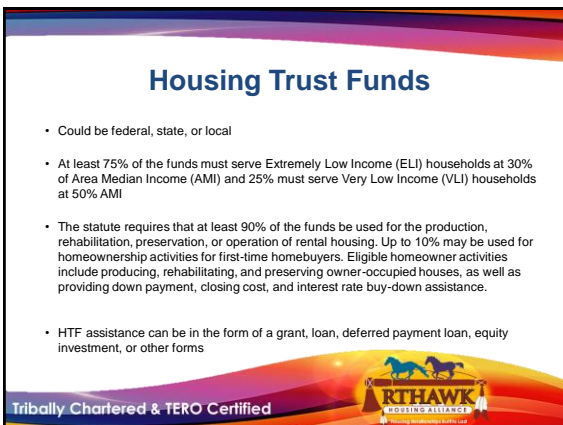 Housing Trust Funds
• Could be federal, state, or local
• At least 75% of the funds must serve Extremely Low Income (ELI) households at 30%
of Area Median Income (AMI) and 25% must serve Very Low Income (VLI) households
at 50% AMI
• The statute requires that at least 90% of the funds be used for the production,
rehabilitation, preservation, or operation of rental housing. Up to 10% may be used for
homeownership activities for first-time homebuyers. Eligible homeowner activities
include producing, rehabilitating, and preserving owner-occupied houses, as well as
providing down payment, closing cost, and interest rate buy-down assistance.
• HTF assistance can be in the form of a grant, loan, deferred payment loan, equity
investment, or other forms
RTHAWK
HOUSING ALLIANCE
Housing Relationships Built to Last
Tribally Chartered & TERO Certified